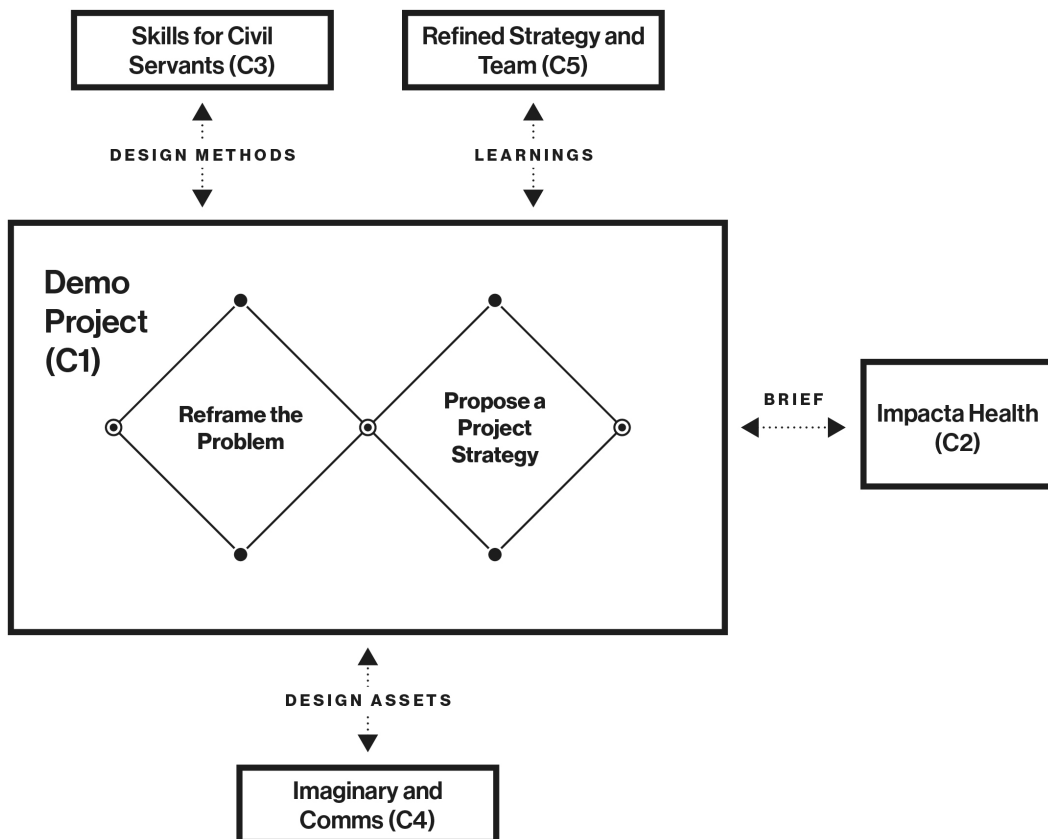 Skills for Civil
Servants (C3)
Refined Strategy and
Team (C5)
DESIGN METHODS
LEARNINGS
Demo
Project
(C1)
Reframe the
Problem
Propose a
Project
Strategy
BRIEF
Impacta Health
(C2)
DESIGN ASSETS
Imaginary and
Comms (C4)